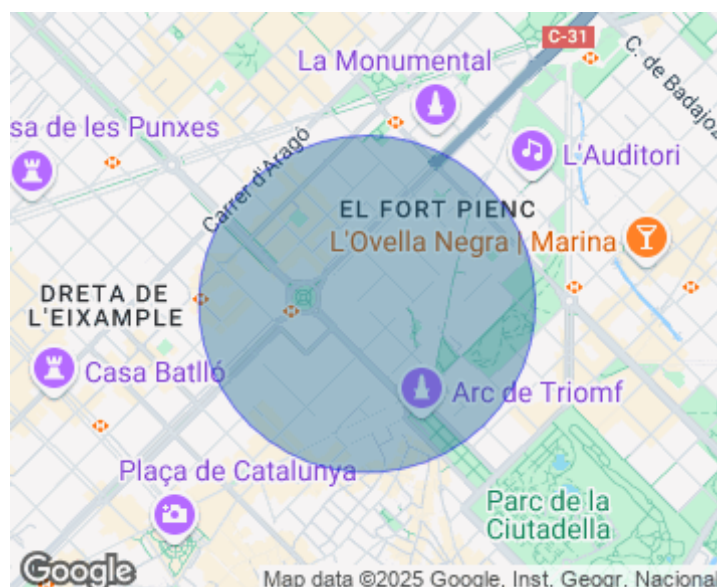 C-31
La Monumental
C. de Badajoz
sa de les Punxes
Carrer d'Aragó
L'Auditori
EL FORT PIENC
L'Ovella Negra | Marina
DRETA DE
L'EIXAMPLE
Casa Batlló
Arc de Triomf
Plaça de Catalunya
Parc de la
Ciutadella
Google
Map data ©2025 Google, Inst. Geogr. Nacional